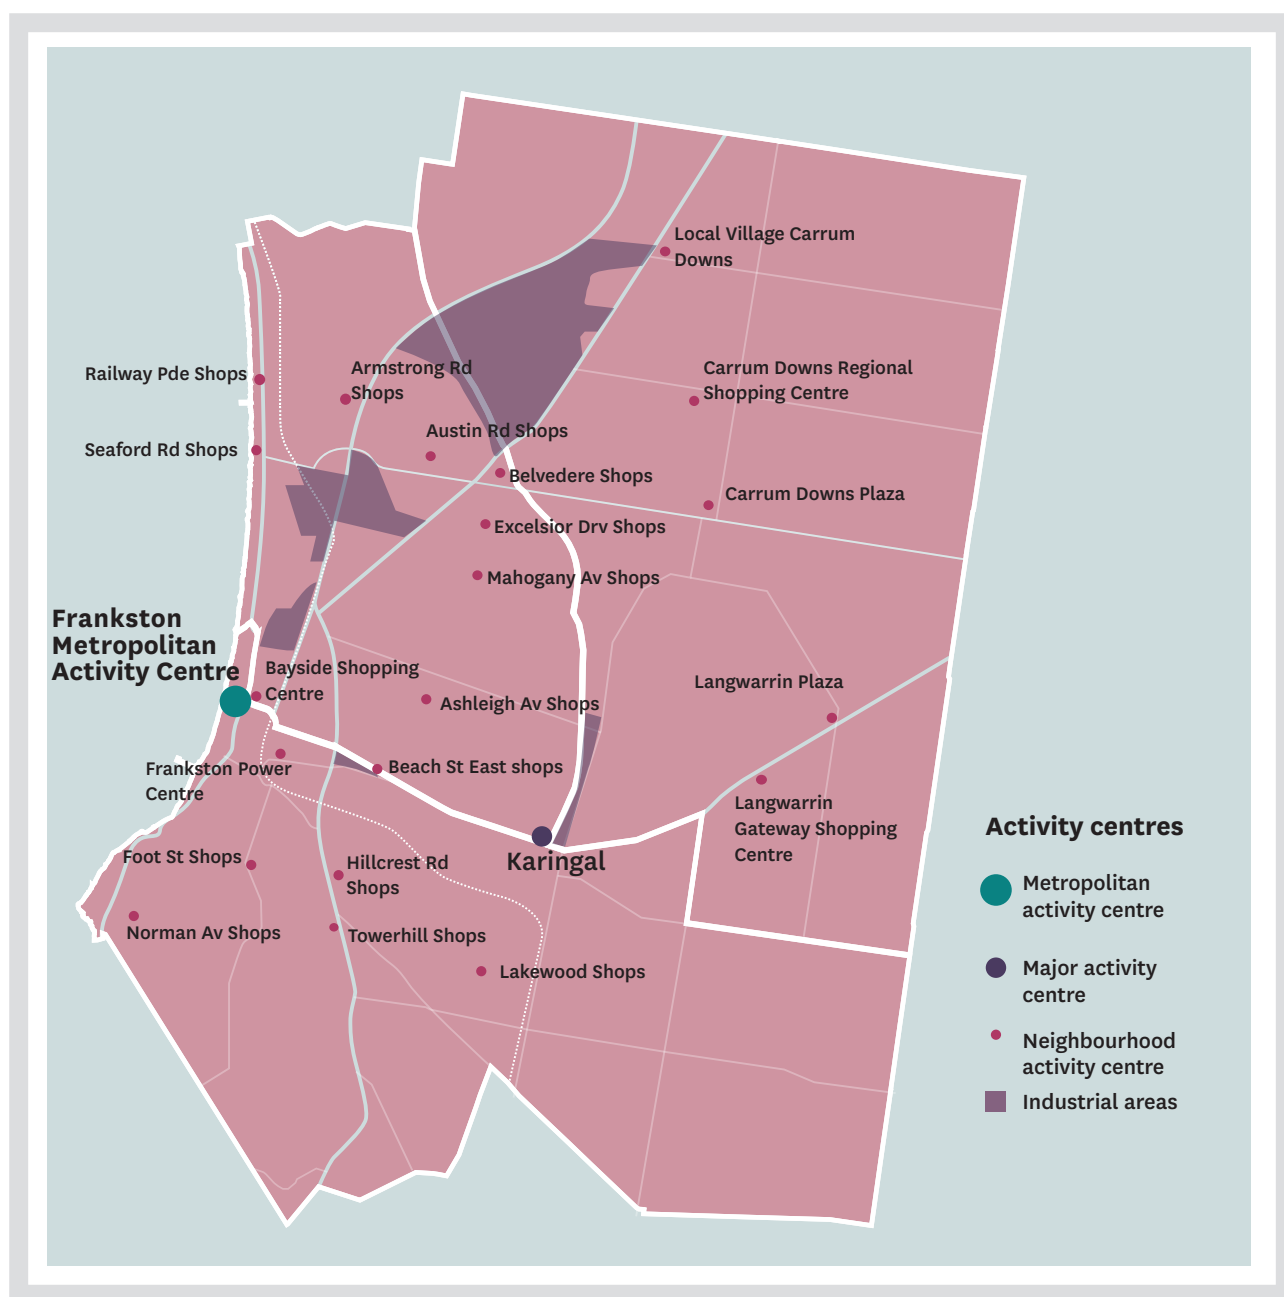 Local Village Carrum
Downs
Railway Pde Shops
Armstrong Rd
Shops
Carrum Downs Regional
Shopping Centre
Austin Rd Shops
Seaford Rd Shops
Belvedere Shops
Carrum Downs Plaza
Excelsior Drv Shops
Mahogany Av Shops
Frankston
Metropolitan
Activity Centre
Bayside Shopping
Centre
Langwarrin Plaza
Ashleigh Av Shops
Frankston Power
Centre
Beach St East shops
Langwarrin
Gateway Shopping
Centre
Foot St Shops
Hillcrest Rd
Shops
Karingal
Norman Av Shops
Towerhill Shops
Lakewood Shops
Activity centres
Metropolitan
activity centre
Major activity
centre
Neighbourhood
activity centre
Industrial areas